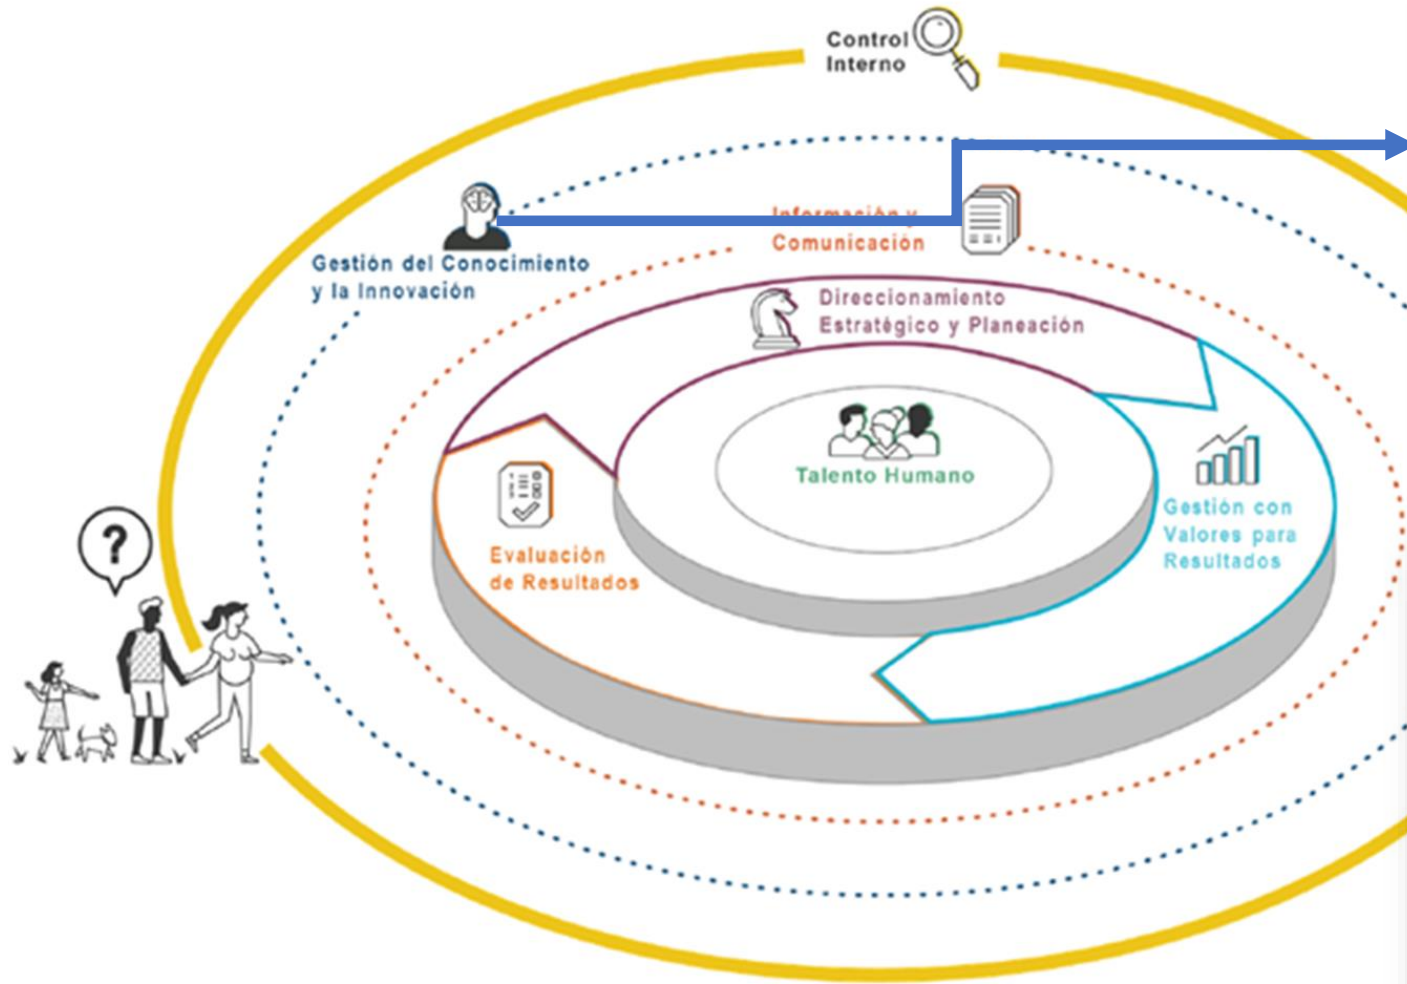 Control
Interno
Información y
Comunicación
Gestión del Conocimiento
y la Innovación
Direccionamiento
Estratégico y Planeación
Talento Humano
Gestión con
Valores para
Resultados
Evaluación
de Resultados
?